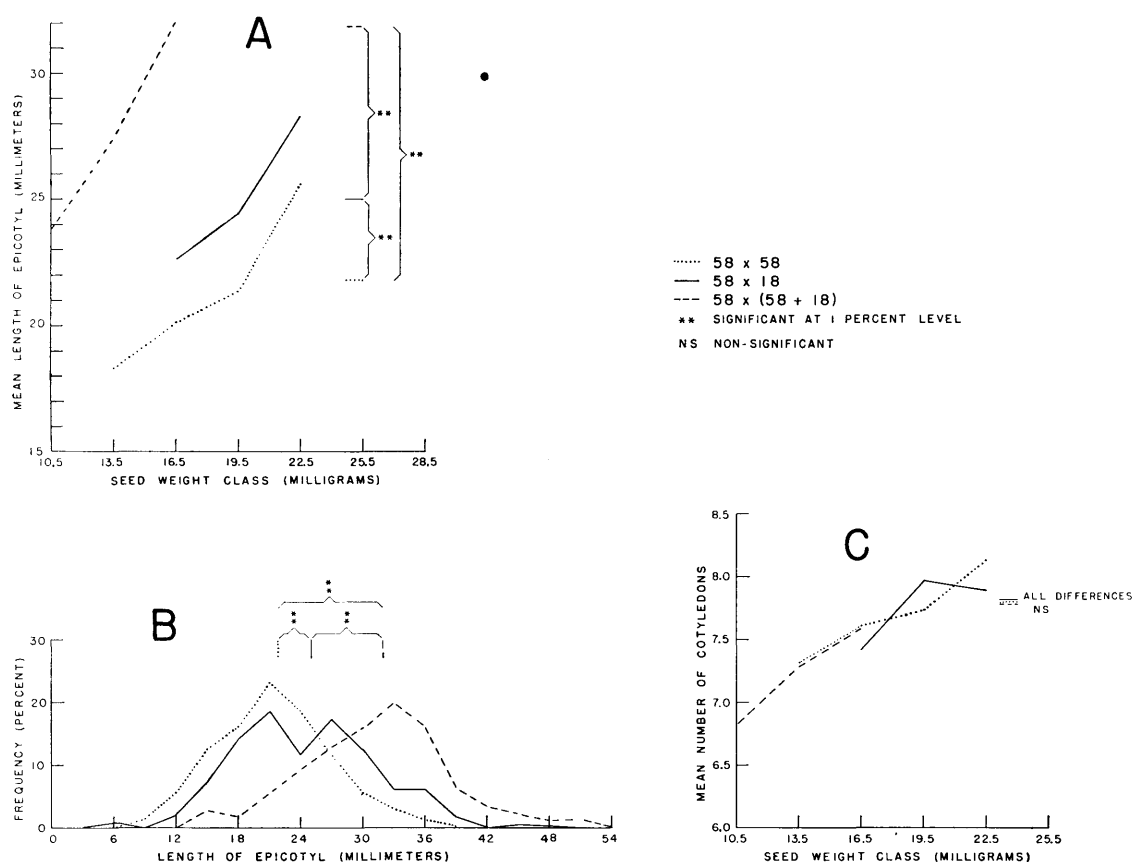 A
MEAN LENGTH OF EPICOTYL (MILLIMETERS)
30
25
20
15
**
**
**
10.5 13.5 16.5 19.5 22.5 25.5 28.5
SEED WEIGHT CLASS (MILLIGRAMS)
58 x 58
58 x 18
58 x (58 + 18)
** SIGNIFICANT AT 1 PERCENT LEVEL
NS NON-SIGNIFICANT
B
FREQUENCY (PERCENT)
30
20
10
0
**
**
**
0 6 12 18 24 30 36 42 48 54
LENGTH OF EPICOTYL (MILLIMETERS)
C
MEAN NUMBER OF COTYLEDONS
8.5
8.0
7.5
7.0
6.5
6.0
ALL DIFFERENCES
NS
10.5 13.5 16.5 19.5 22.5 25.5
SEED WEIGHT CLASS (MILLIGRAMS)